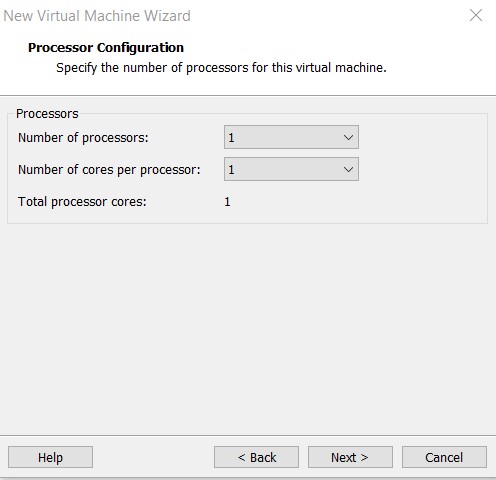 New Virtual Machine Wizard
Processor Configuration
Specify the number of processors for this virtual machine.
Processors
Number of processors: 1
Number of cores per processor: 1
Total processor cores: 1
Help < Back Next > Cancel